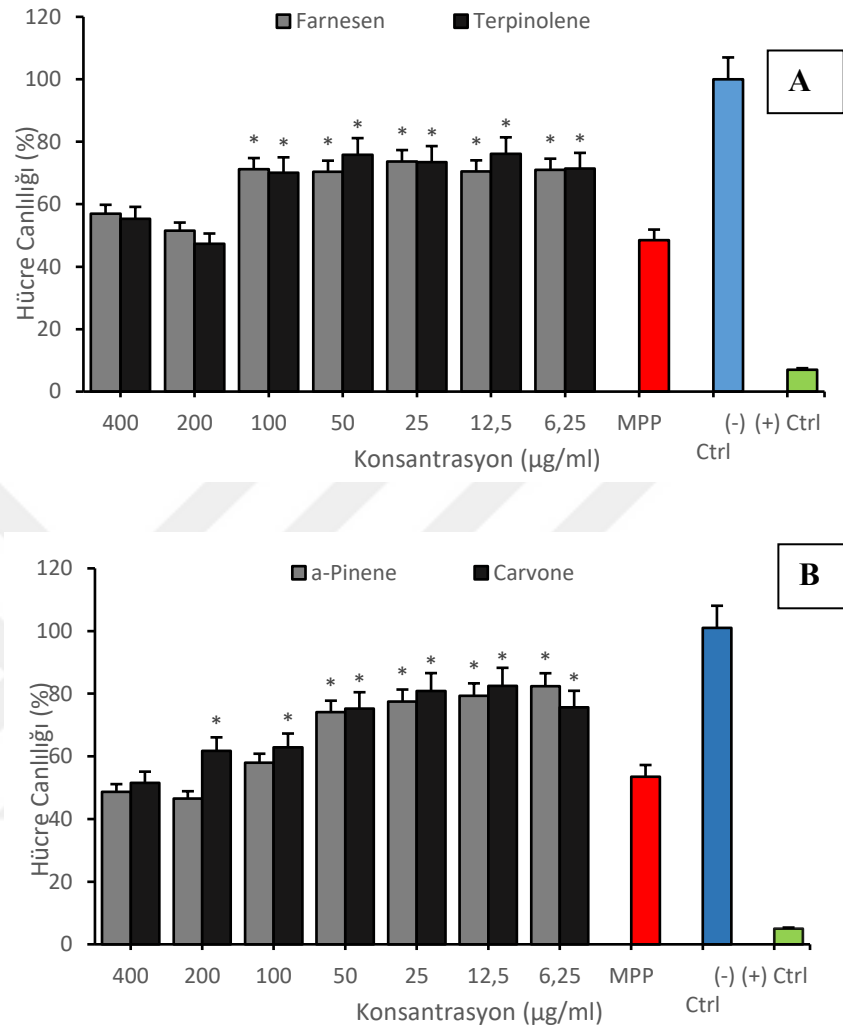 Farnesen Terpinolene
A
Hücre Canlılığı (%)
120
100
80
60
40
20
0
* * * * * * * * * *
400 200 100 50 25 12,5 6,25 MPP (-) (+) Ctrl
Ctrl
Konsantrasyon (µg/ml)
a-Pinene Carvone
B
Hücre Canlılığı (%)
120
100
80
60
40
20
0
* * * * * * * * * *
400 200 100 50 25 12,5 6,25 MPP (-) (+) Ctrl
Ctrl
Konsantrasyon (µg/ml)